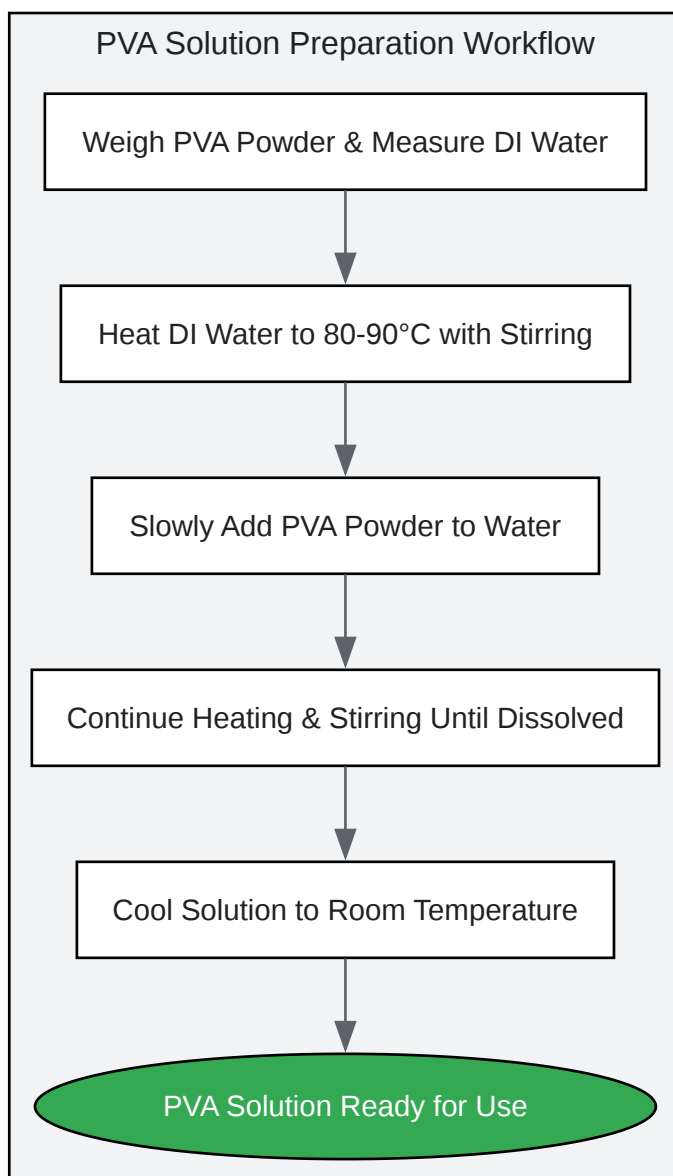 PVA Solution Preparation Workflow
Weigh PVA Powder & Measure DI Water
Heat DI Water to 80-90°C with Stirring
Slowly Add PVA Powder to Water
Continue Heating & Stirring Until Dissolved
Cool Solution to Room Temperature
PVA Solution Ready for Use